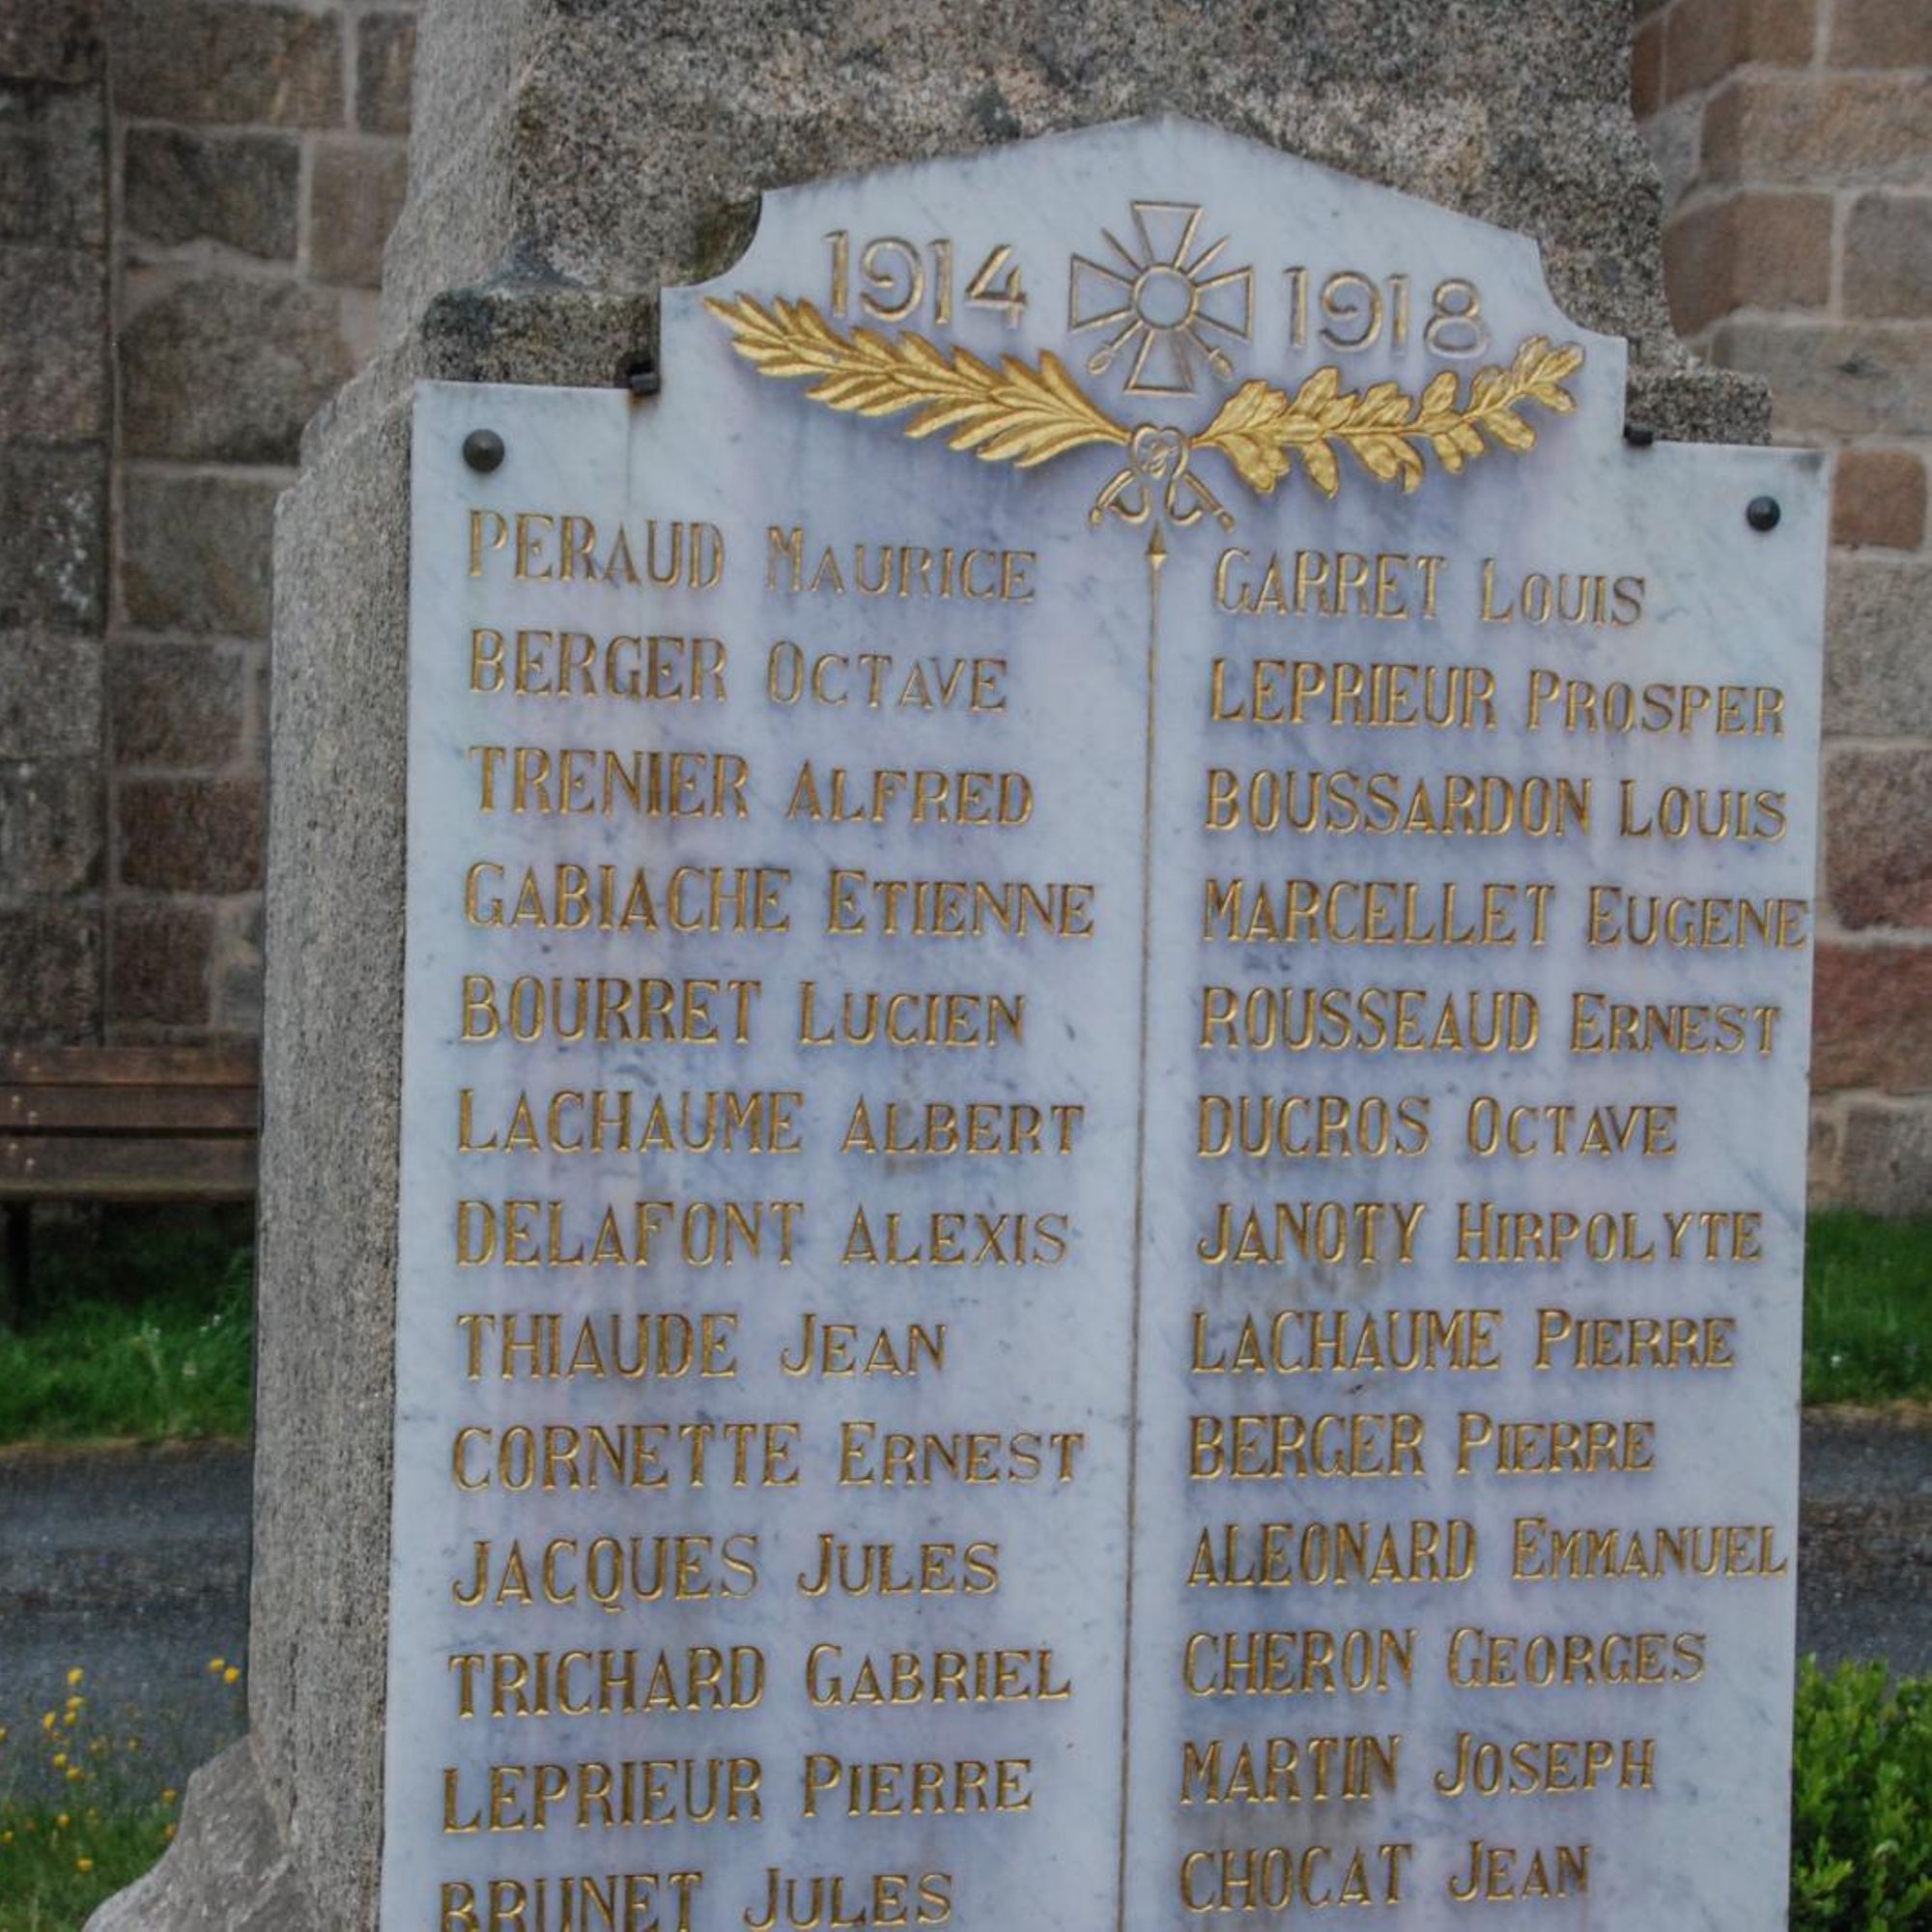 1914 1918
PERAUD MAURICE
BERGER OCTAVE
TRENIER ALFRED
GABIACHE ETIENNE
BOURRET LUCIEN
LACHAUME ALBERT
DELAFONT ALEXIS
THIAUDE JEAN
CORNETTE ERNEST
JACQUES JULES
TRICHARD GABRIEL
LEPRIEUR PIERRE
BRUNET JULES
GARRET LOUIS
LEPRIEUR PROSPER
BOUSSARDON LOUIS
MARCELLET EUGENE
ROUSSEAUD ERNEST
DUCROS OCTAVE
JANOTY HIRPOLYTE
LACHAUME PIERRE
BERGER PIERRE
ALEONARD EMMANUEL
CHERON GEORGES
MARTIN JOSEPH
CHOCAT JEAN